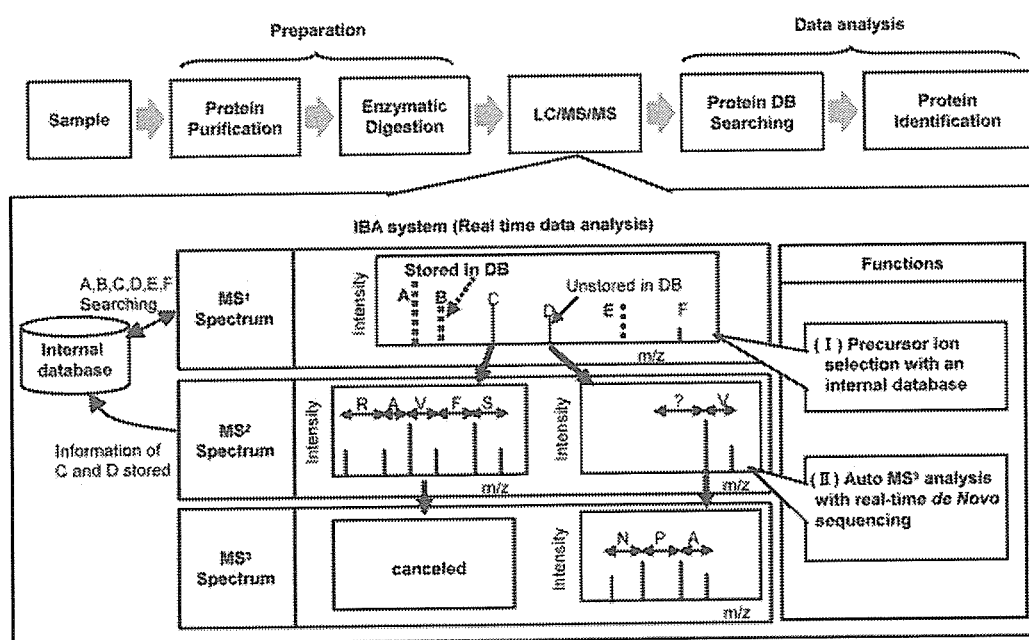 Preparation
Data analysis
Sample
Protein
Purification
Enzymatic
Digestion
LC/MS/MS
Protein DB
Searching
Protein
Identification
IBA system (Real time data analysis)
A,B,C,D,E,F
Searching
Internal
database
Information of
C and D stored
MS¹
Spectrum
Intensity
Stored in DB
Unstored in DB
A
B
C
D
E
F
m/z
MS²
Spectrum
Intensity
R A V F S
m/z
Intensity
? V
m/z
MS³
Spectrum
canceled
Intensity
N P A
m/z
Functions
(Ⅰ) Precursor ion
selection with an
internal database
(Ⅱ) Auto MS³ analysis
with real-time de Novo
sequencing